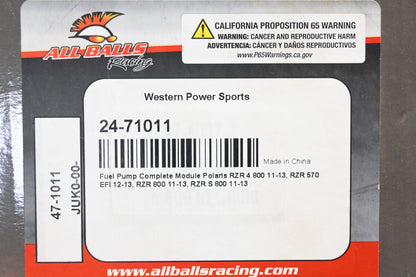 ALL BALLS
Racing
CALIFORNIA PROPOSITION 65 WARNING
WARNING: CANCER AND REPRODUCTIVE HARM
ADVERTENCIA: CÁNCER Y DAÑOS REPRODUCTIVOS
www.P65Warnings.ca.gov
Western Power Sports
24-71011
Made in China
Fuel Pump Complete Module Polaris RZR 4 800 11-13, RZR 570
EFI 12-13, RZR 800 11-13, RZR S 800 11-13
47-1011
JUK0-00-
www.allballsracing.com